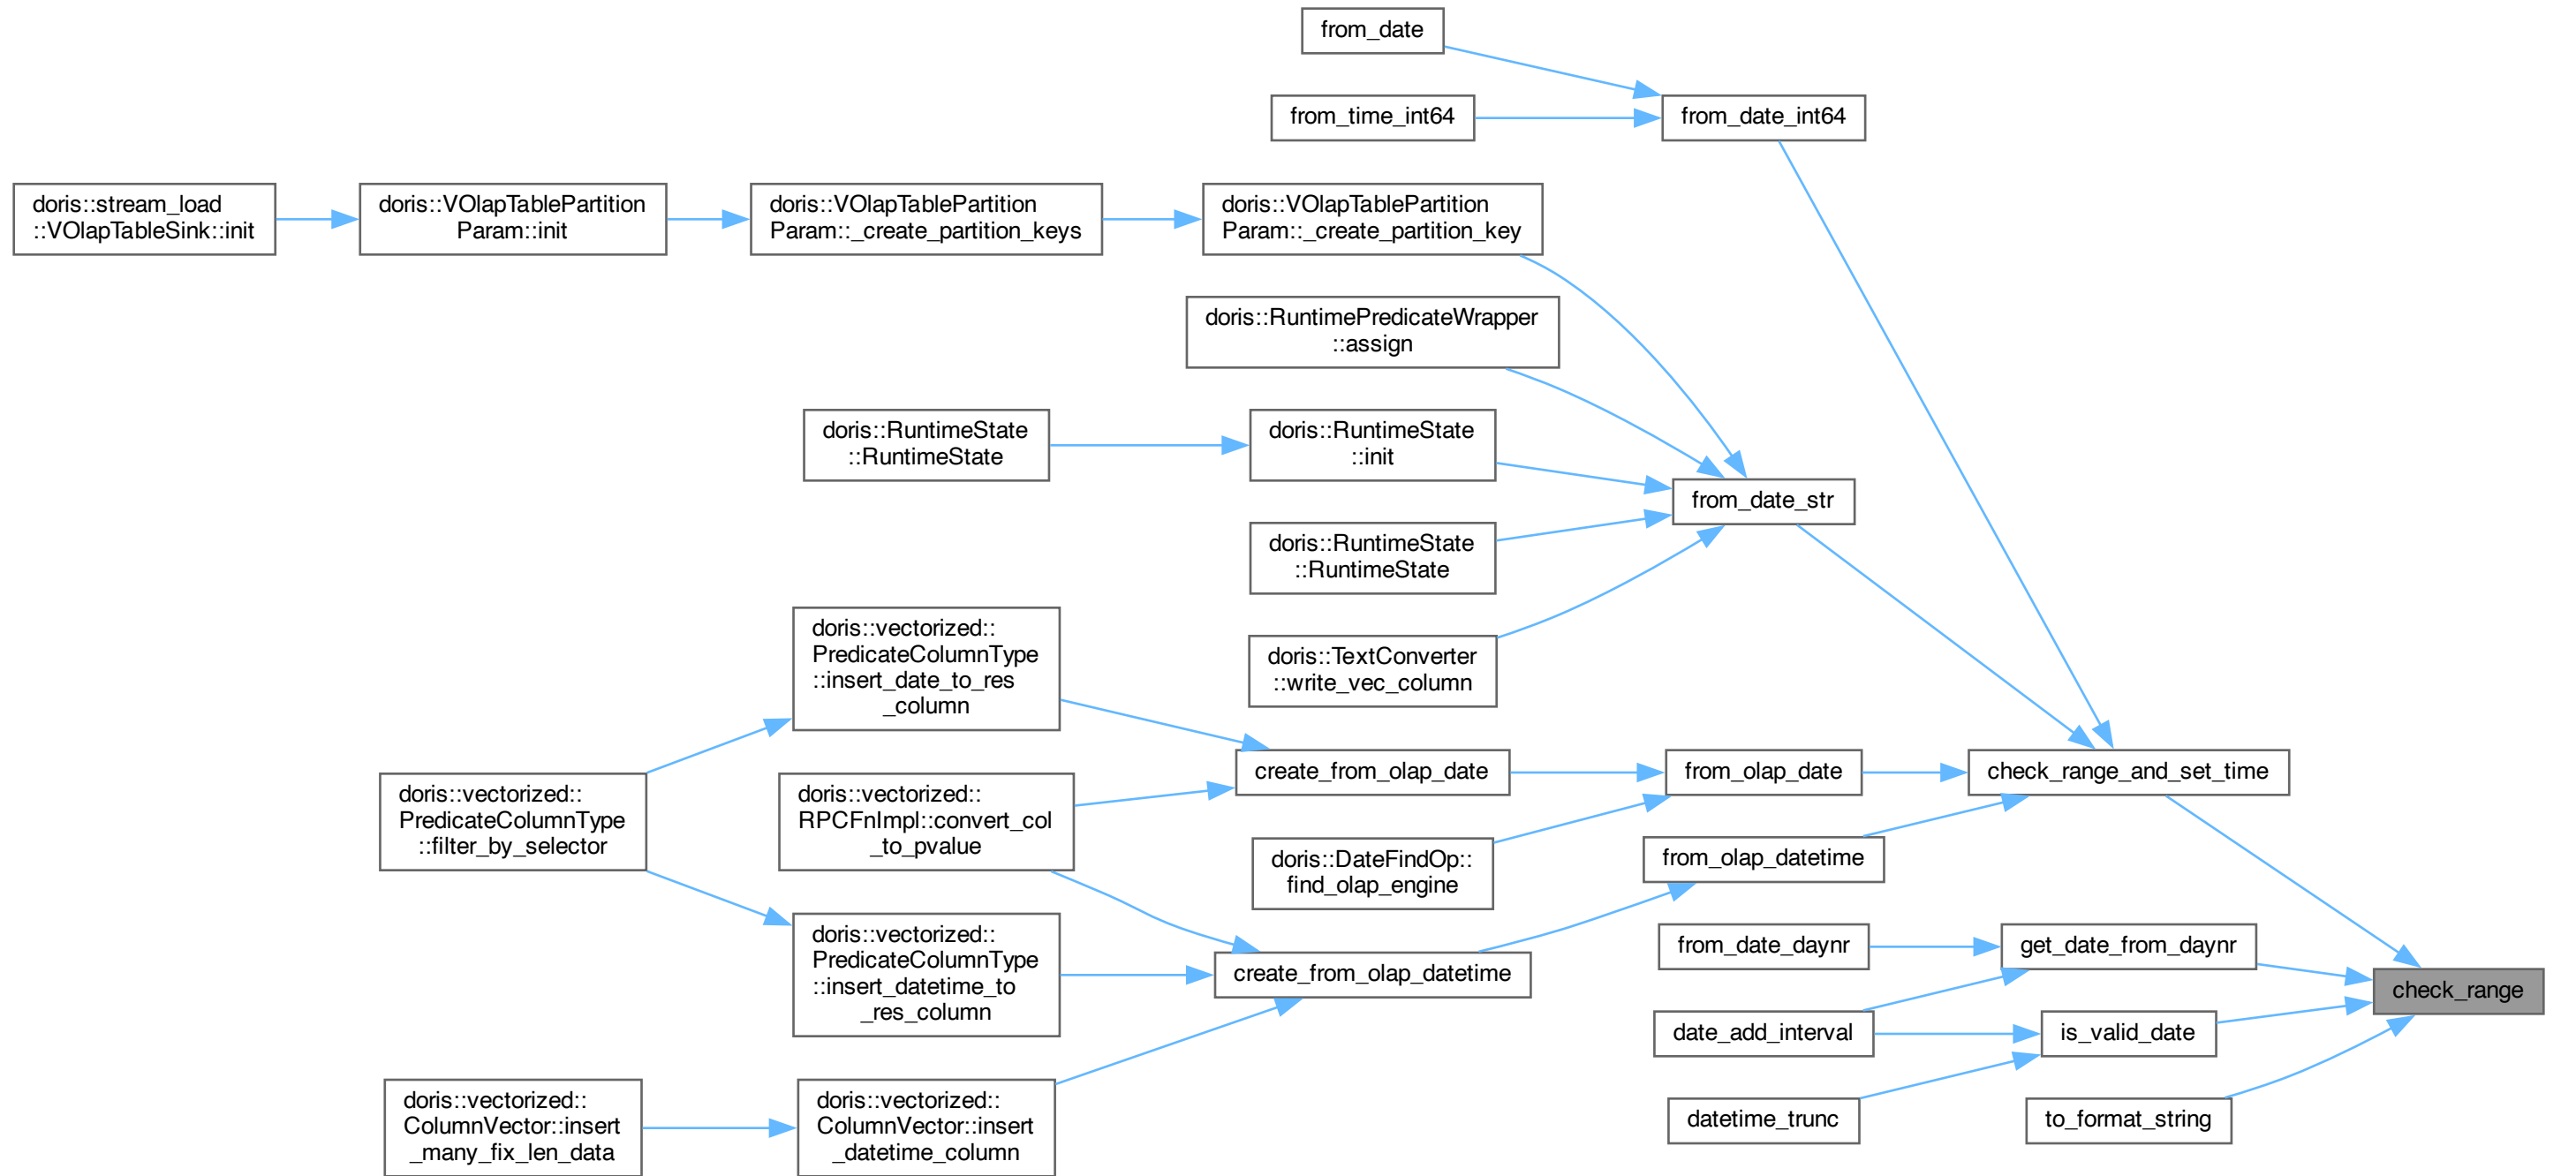 from_date
from_time_int64
from_date_int64
doris::stream_load
::VOlapTableSink::init
doris::VOlapTablePartition
Param::init
doris::VOlapTablePartition
Param::_create_partition_keys
doris::VOlapTablePartition
Param::_create_partition_key
doris::RuntimePredicateWrapper
::assign
doris::RuntimeState
::RuntimeState
doris::RuntimeState
::init
from_date_str
doris::RuntimeState
::RuntimeState
doris::TextConverter
::write_vec_column
doris::vectorized::
PredicateColumnType
::insert_date_to_res
_column
doris::vectorized::
PredicateColumnType
::filter_by_selector
doris::vectorized::
RPCFnImpl::convert_col
_to_pvalue
create_from_olap_date
from_olap_date
check_range_and_set_time
doris::DateFindOp::
find_olap_engine
from_olap_datetime
doris::vectorized::
PredicateColumnType
::insert_datetime_to
_res_column
create_from_olap_datetime
from_date_daynr
get_date_from_daynr
check_range
date_add_interval
is_valid_date
doris::vectorized::
ColumnVector::insert
_many_fix_len_data
doris::vectorized::
ColumnVector::insert
_datetime_column
datetime_trunc
to_format_string